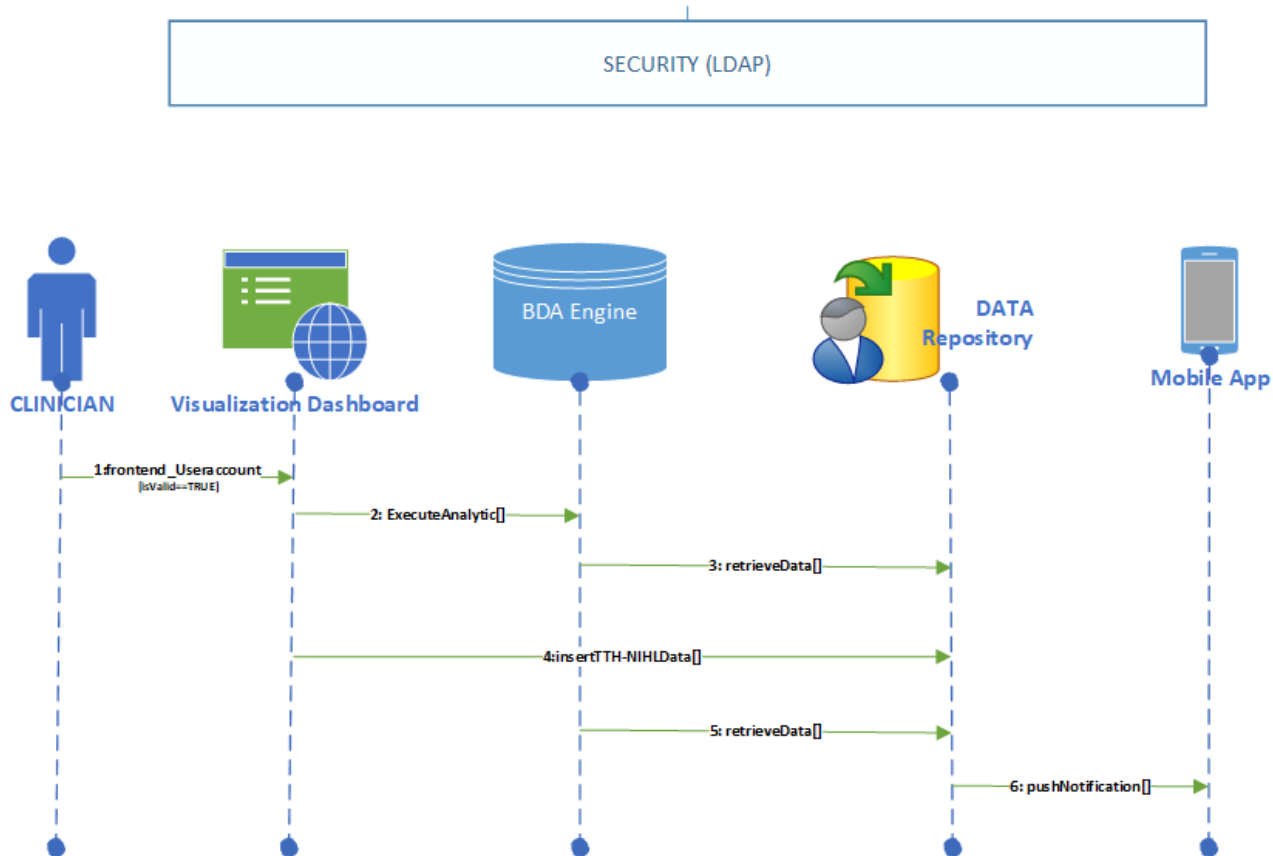 SECURITY (LDAP)
BDA Engine
DATA
Repository
CLINICIAN
Visualization Dashboard
Mobile App
1:frontend_Useraccount
[isValid==TRUE]
2: ExecuteAnalytic[]
3: retrieveData[]
4:insertTTH-NIHLData[]
5: retrieveData[]
6: pushNotification[]